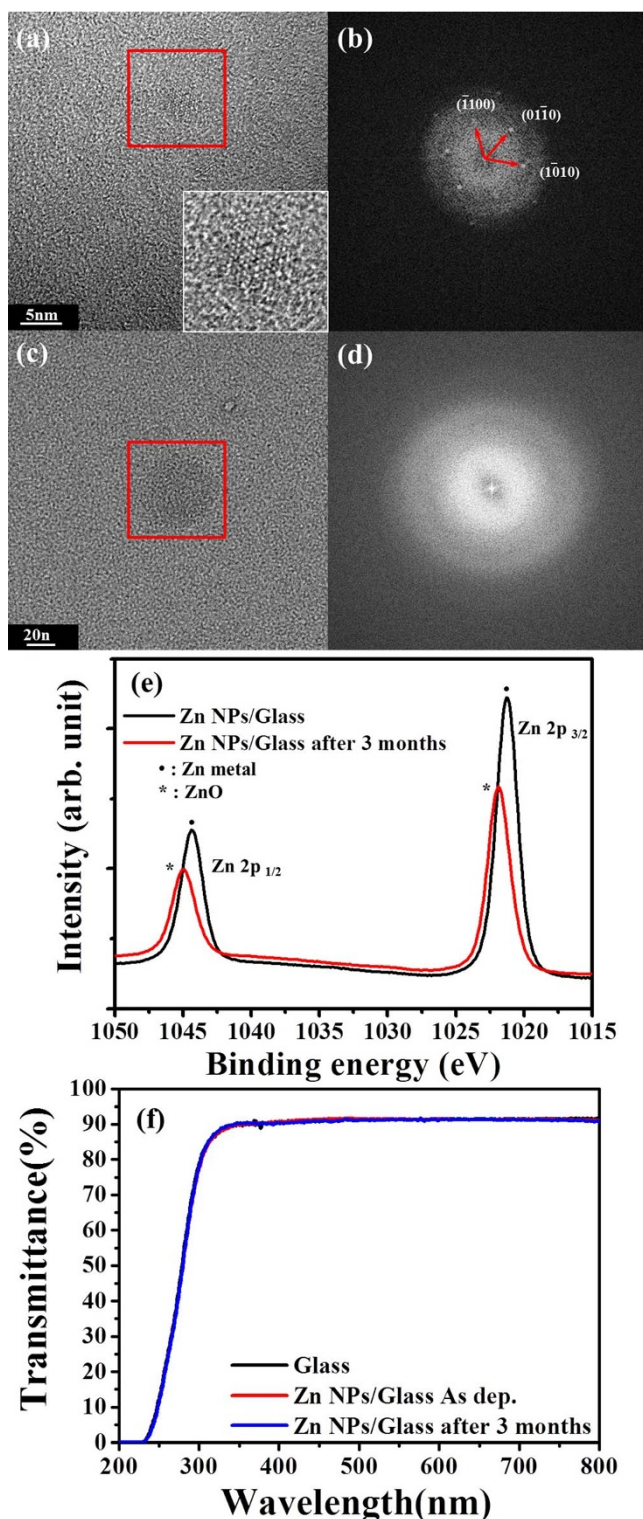 (a)
5nm
(b)
(1̄100)
(011̄0)
(1̄010)
(c)
20n
(d)
(e)
Zn NPs/Glass
Zn NPs/Glass after 3 months
• : Zn metal
* : ZnO
•
*
Zn 2p 1/2
•
*
Zn 2p 3/2
Intensity (arb. unit)
1050 1045 1040 1035 1030 1025 1020 1015
Binding energy (eV)
(f)
100
90
80
70
60
50
40
30
20
10
0
Transmittance(%)
Glass
Zn NPs/Glass As dep.
Zn NPs/Glass after 3 months
200 300 400 500 600 700 800
Wavelength(nm)